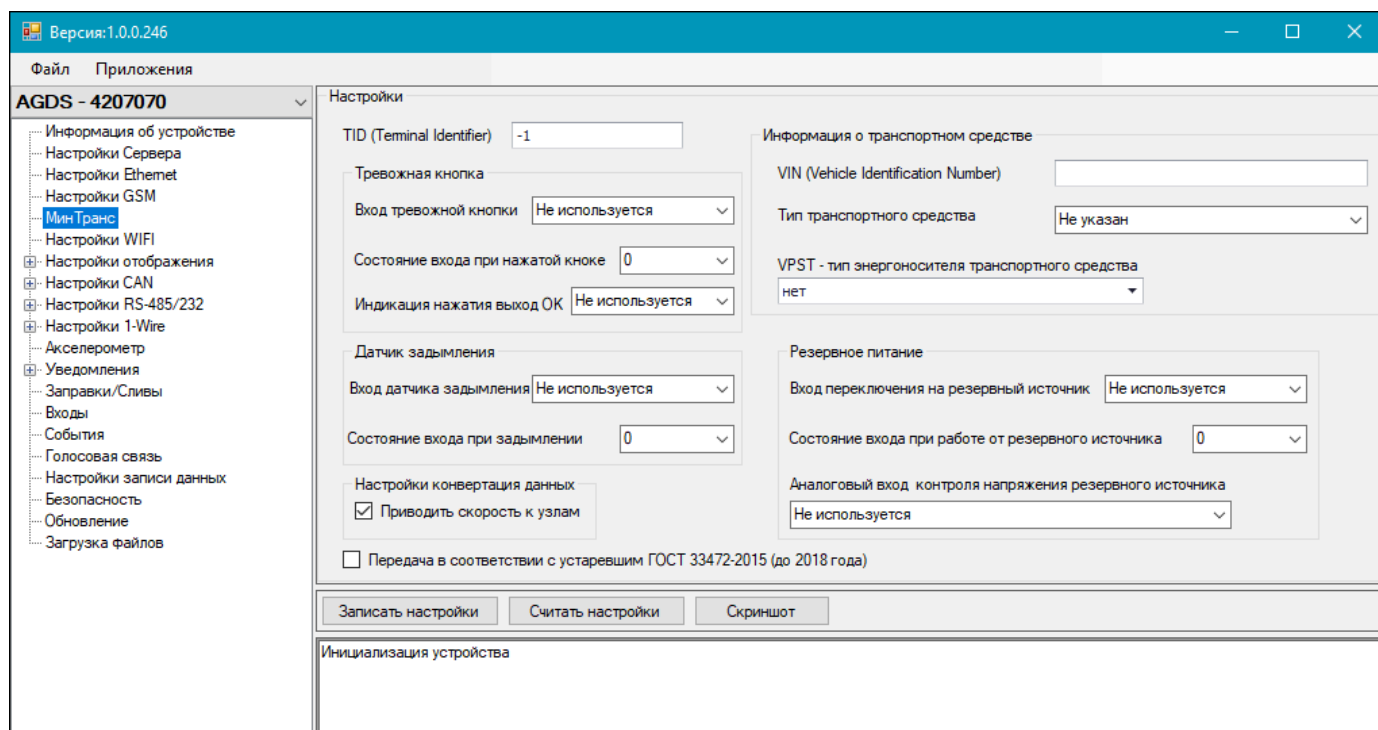 Версия:1.0.0.246
Файл Приложения
AGDS - 4207070
Информация об устройстве
Настройки Сервера
Настройки Ethernet
Настройки GSM
МинТранс
Настройки WIFI
Настройки отображения
Настройки CAN
Настройки RS-485/232
Настройки 1-Wire
Акселерометр
Уведомления
Заправки/Сливы
Входы
События
Голосовая связь
Настройки записи данных
Безопасность
Обновление
Загрузка файлов
Настройки
TID (Terminal Identifier) -1
Тревожная кнопка
Вход тревожной кнопки Не используется
Состояние входа при нажатой кноке 0
Индикация нажатия выход ОК Не используется
Информация о транспортном средстве
VIN (Vehicle Identification Number)
Тип транспортного средства Не указан
VPST - тип энергоносителя транспортного средства
нет
Датчик задымления
Вход датчика задымления Не используется
Состояние входа при задымлении 0
Резервное питание
Вход переключения на резервный источник Не используется
Состояние входа при работе от резервного источника 0
Аналоговый вход контроля напряжения резервного источника
Не используется
Настройки конвертация данных
Приводить скорость к узлам
Передача в соответствии с устаревшим ГОСТ 33472-2015 (до 2018 года)
Записать настройки Считать настройки Скриншот
Инициализация устройства